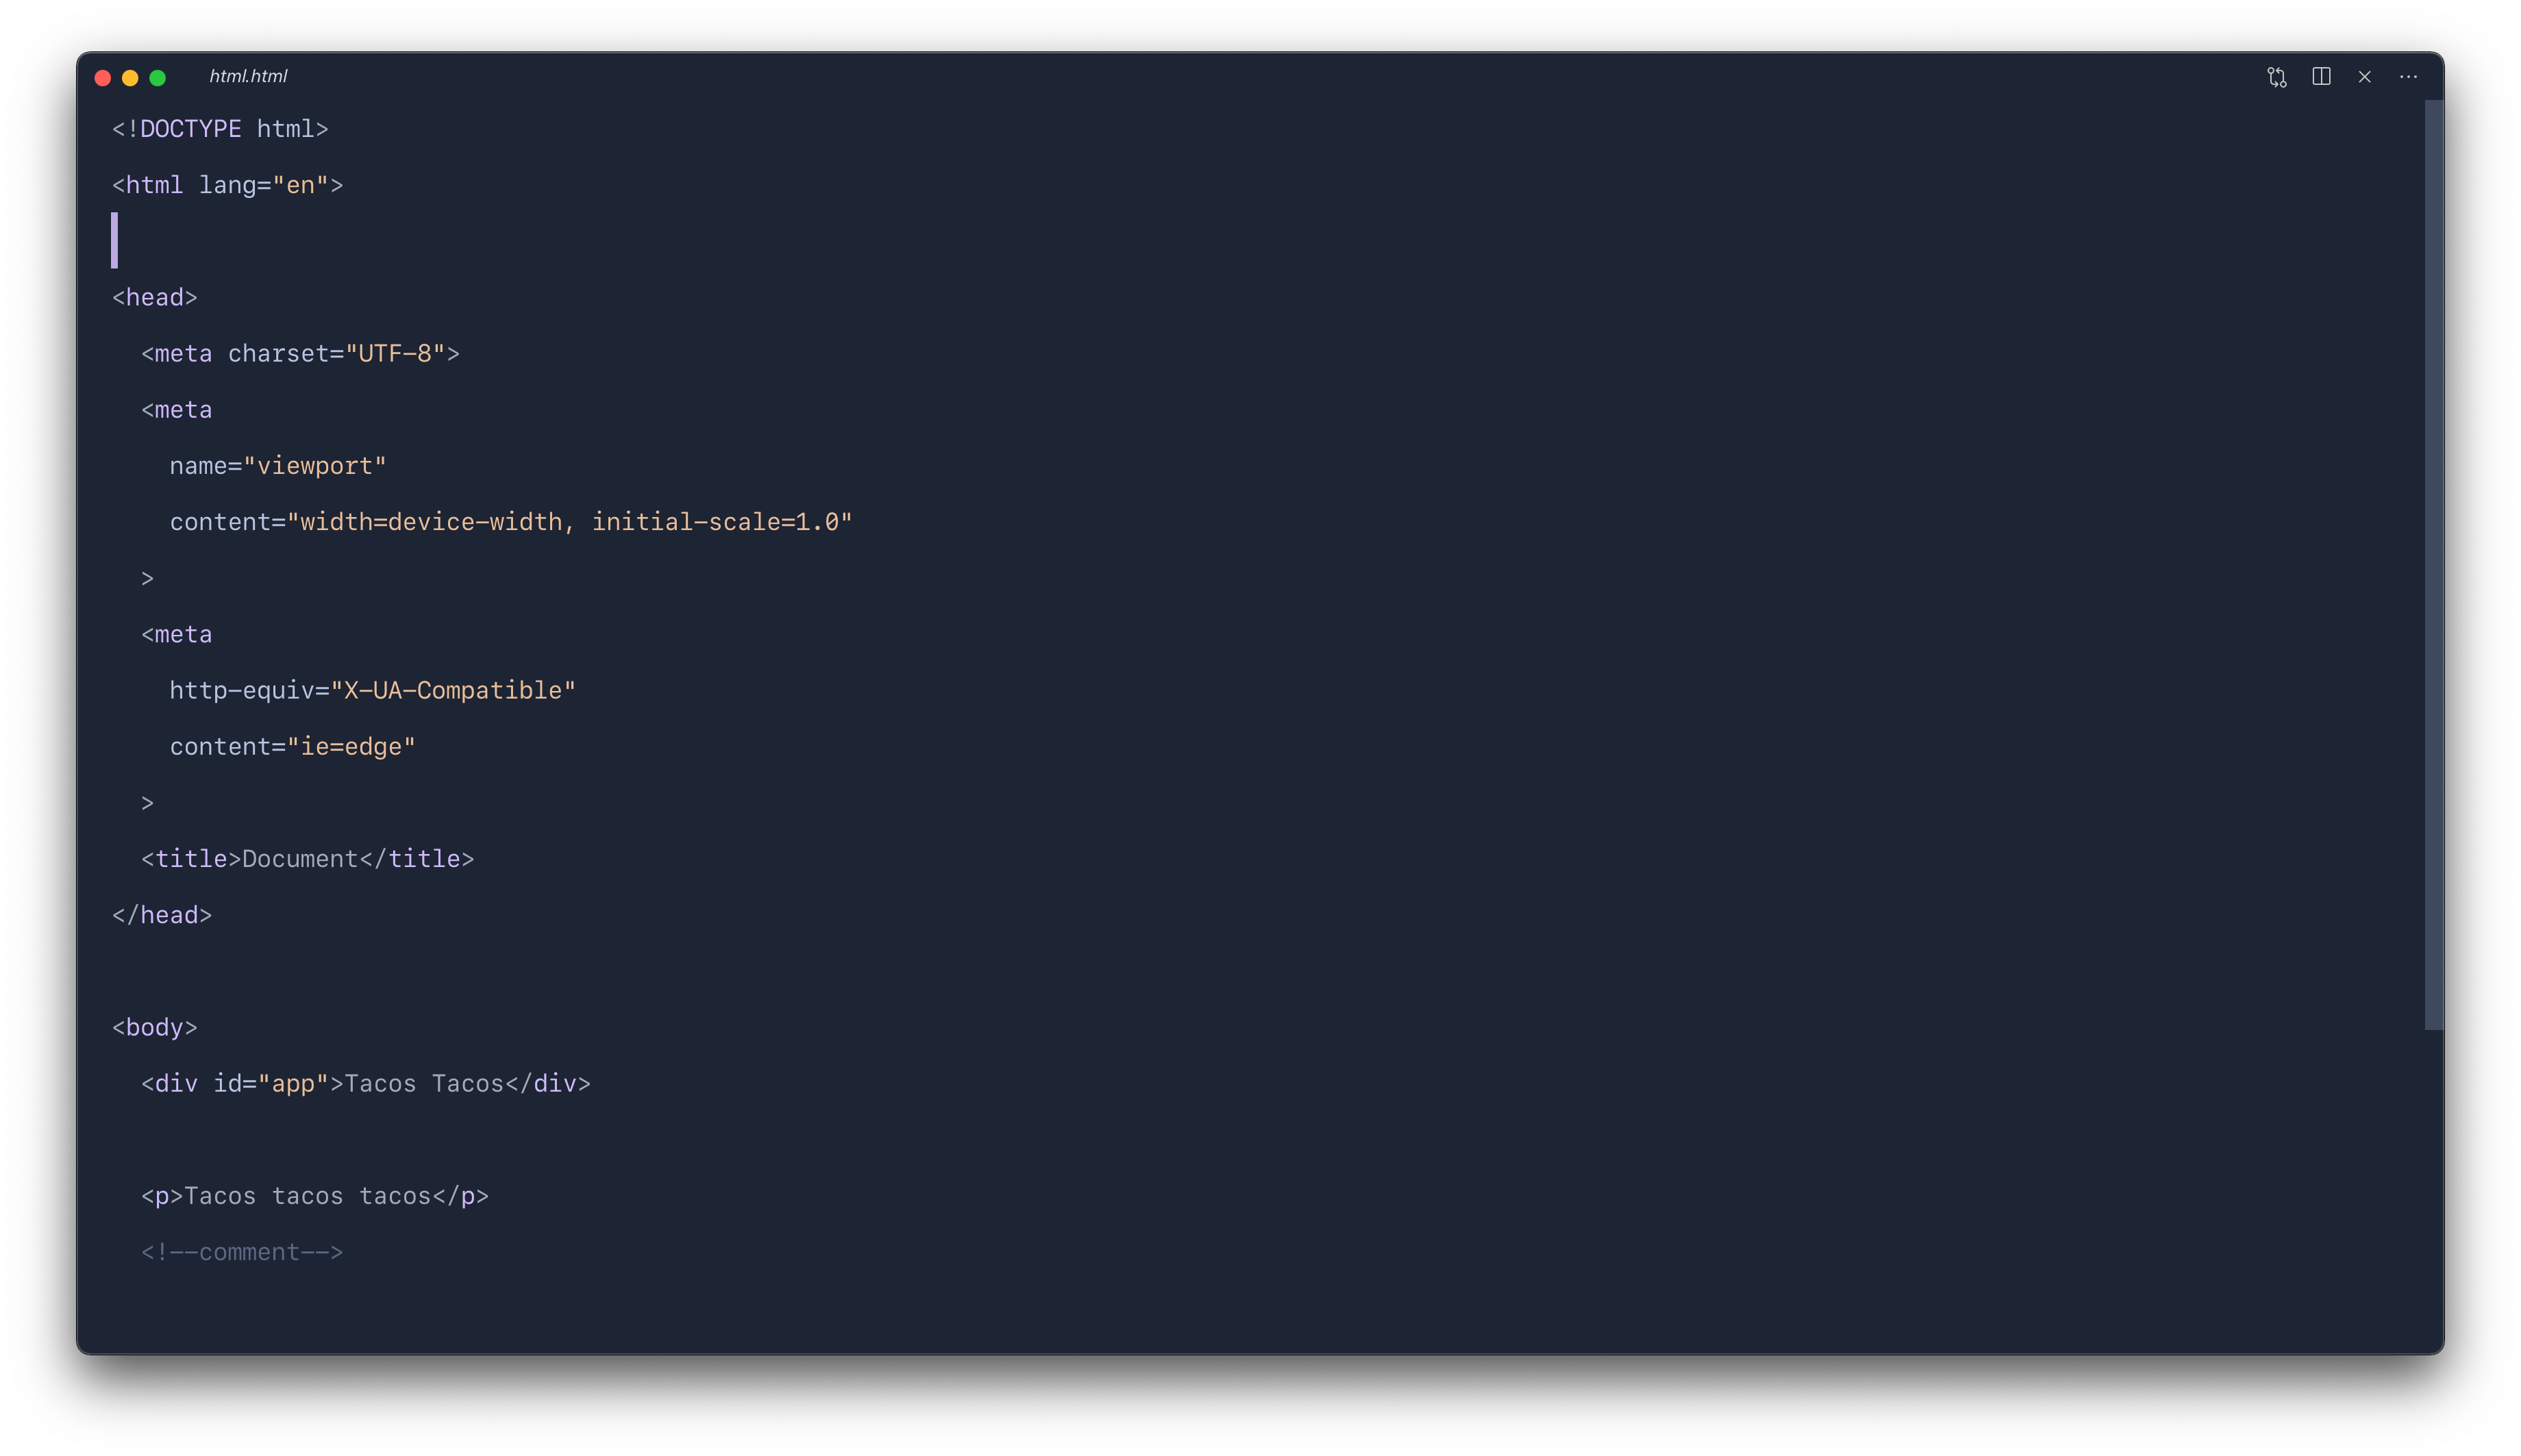 html.html
<!DOCTYPE html>
<html lang="en">
<head>
<meta charset="UTF-8">
<meta
name="viewport"
content="width=device-width, initial-scale=1.0"
>
<meta
http-equiv="X-UA-Compatible"
content="ie=edge"
>
<title>Document</title>
</head>
<body>
<div id="app">Tacos Tacos</div>
<p>Tacos tacos tacos</p>
<!--comment-->